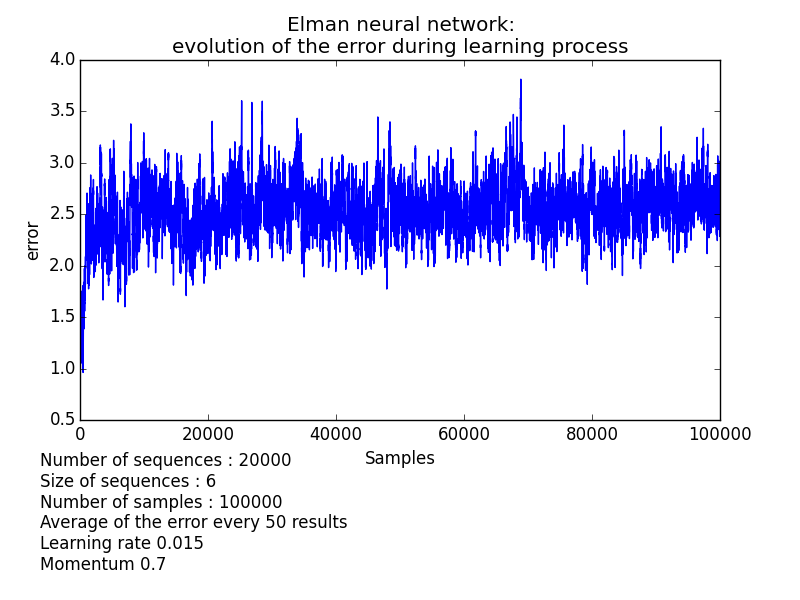 Elman neural network:
evolution of the error during learning process
4.0
3.5
3.0
2.5
2.0
1.5
1.0
0.5
error
0
20000
40000
60000
80000
100000
Samples
Number of sequences : 20000
Size of sequences : 6
Number of samples : 100000
Average of the error every 50 results
Learning rate 0.015
Momentum 0.7